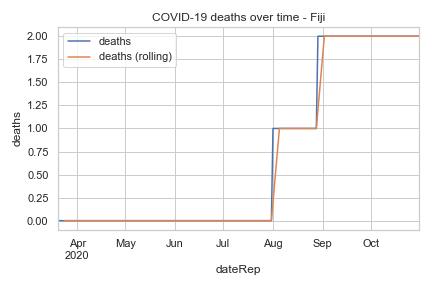 COVID-19 deaths over time - Fiji
deaths
deaths (rolling)
deaths
2.00
1.75
1.50
1.25
1.00
0.75
0.50
0.25
0.00
Apr May Jun Jul Aug Sep Oct
2020
dateRep